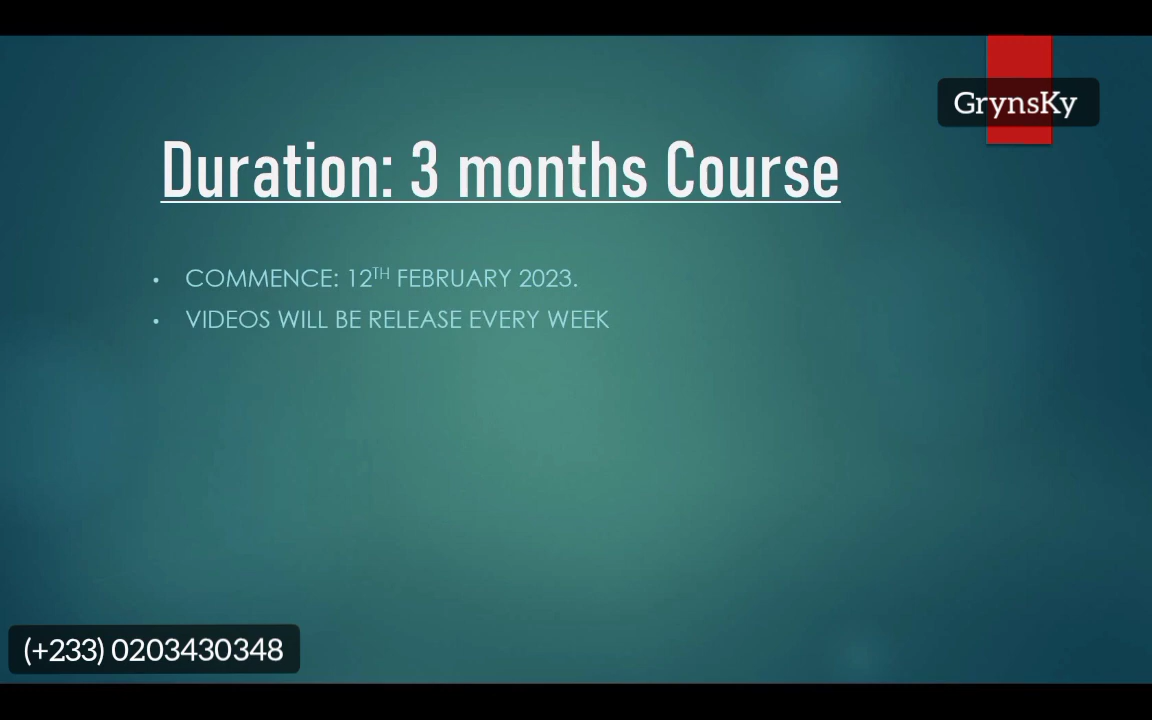 GrynsKy
Duration: 3 months Course
• COMMENCE: 12TH FEBRUARY 2023.
• VIDEOS WILL BE RELEASE EVERY WEEK
(+233) 0203430348